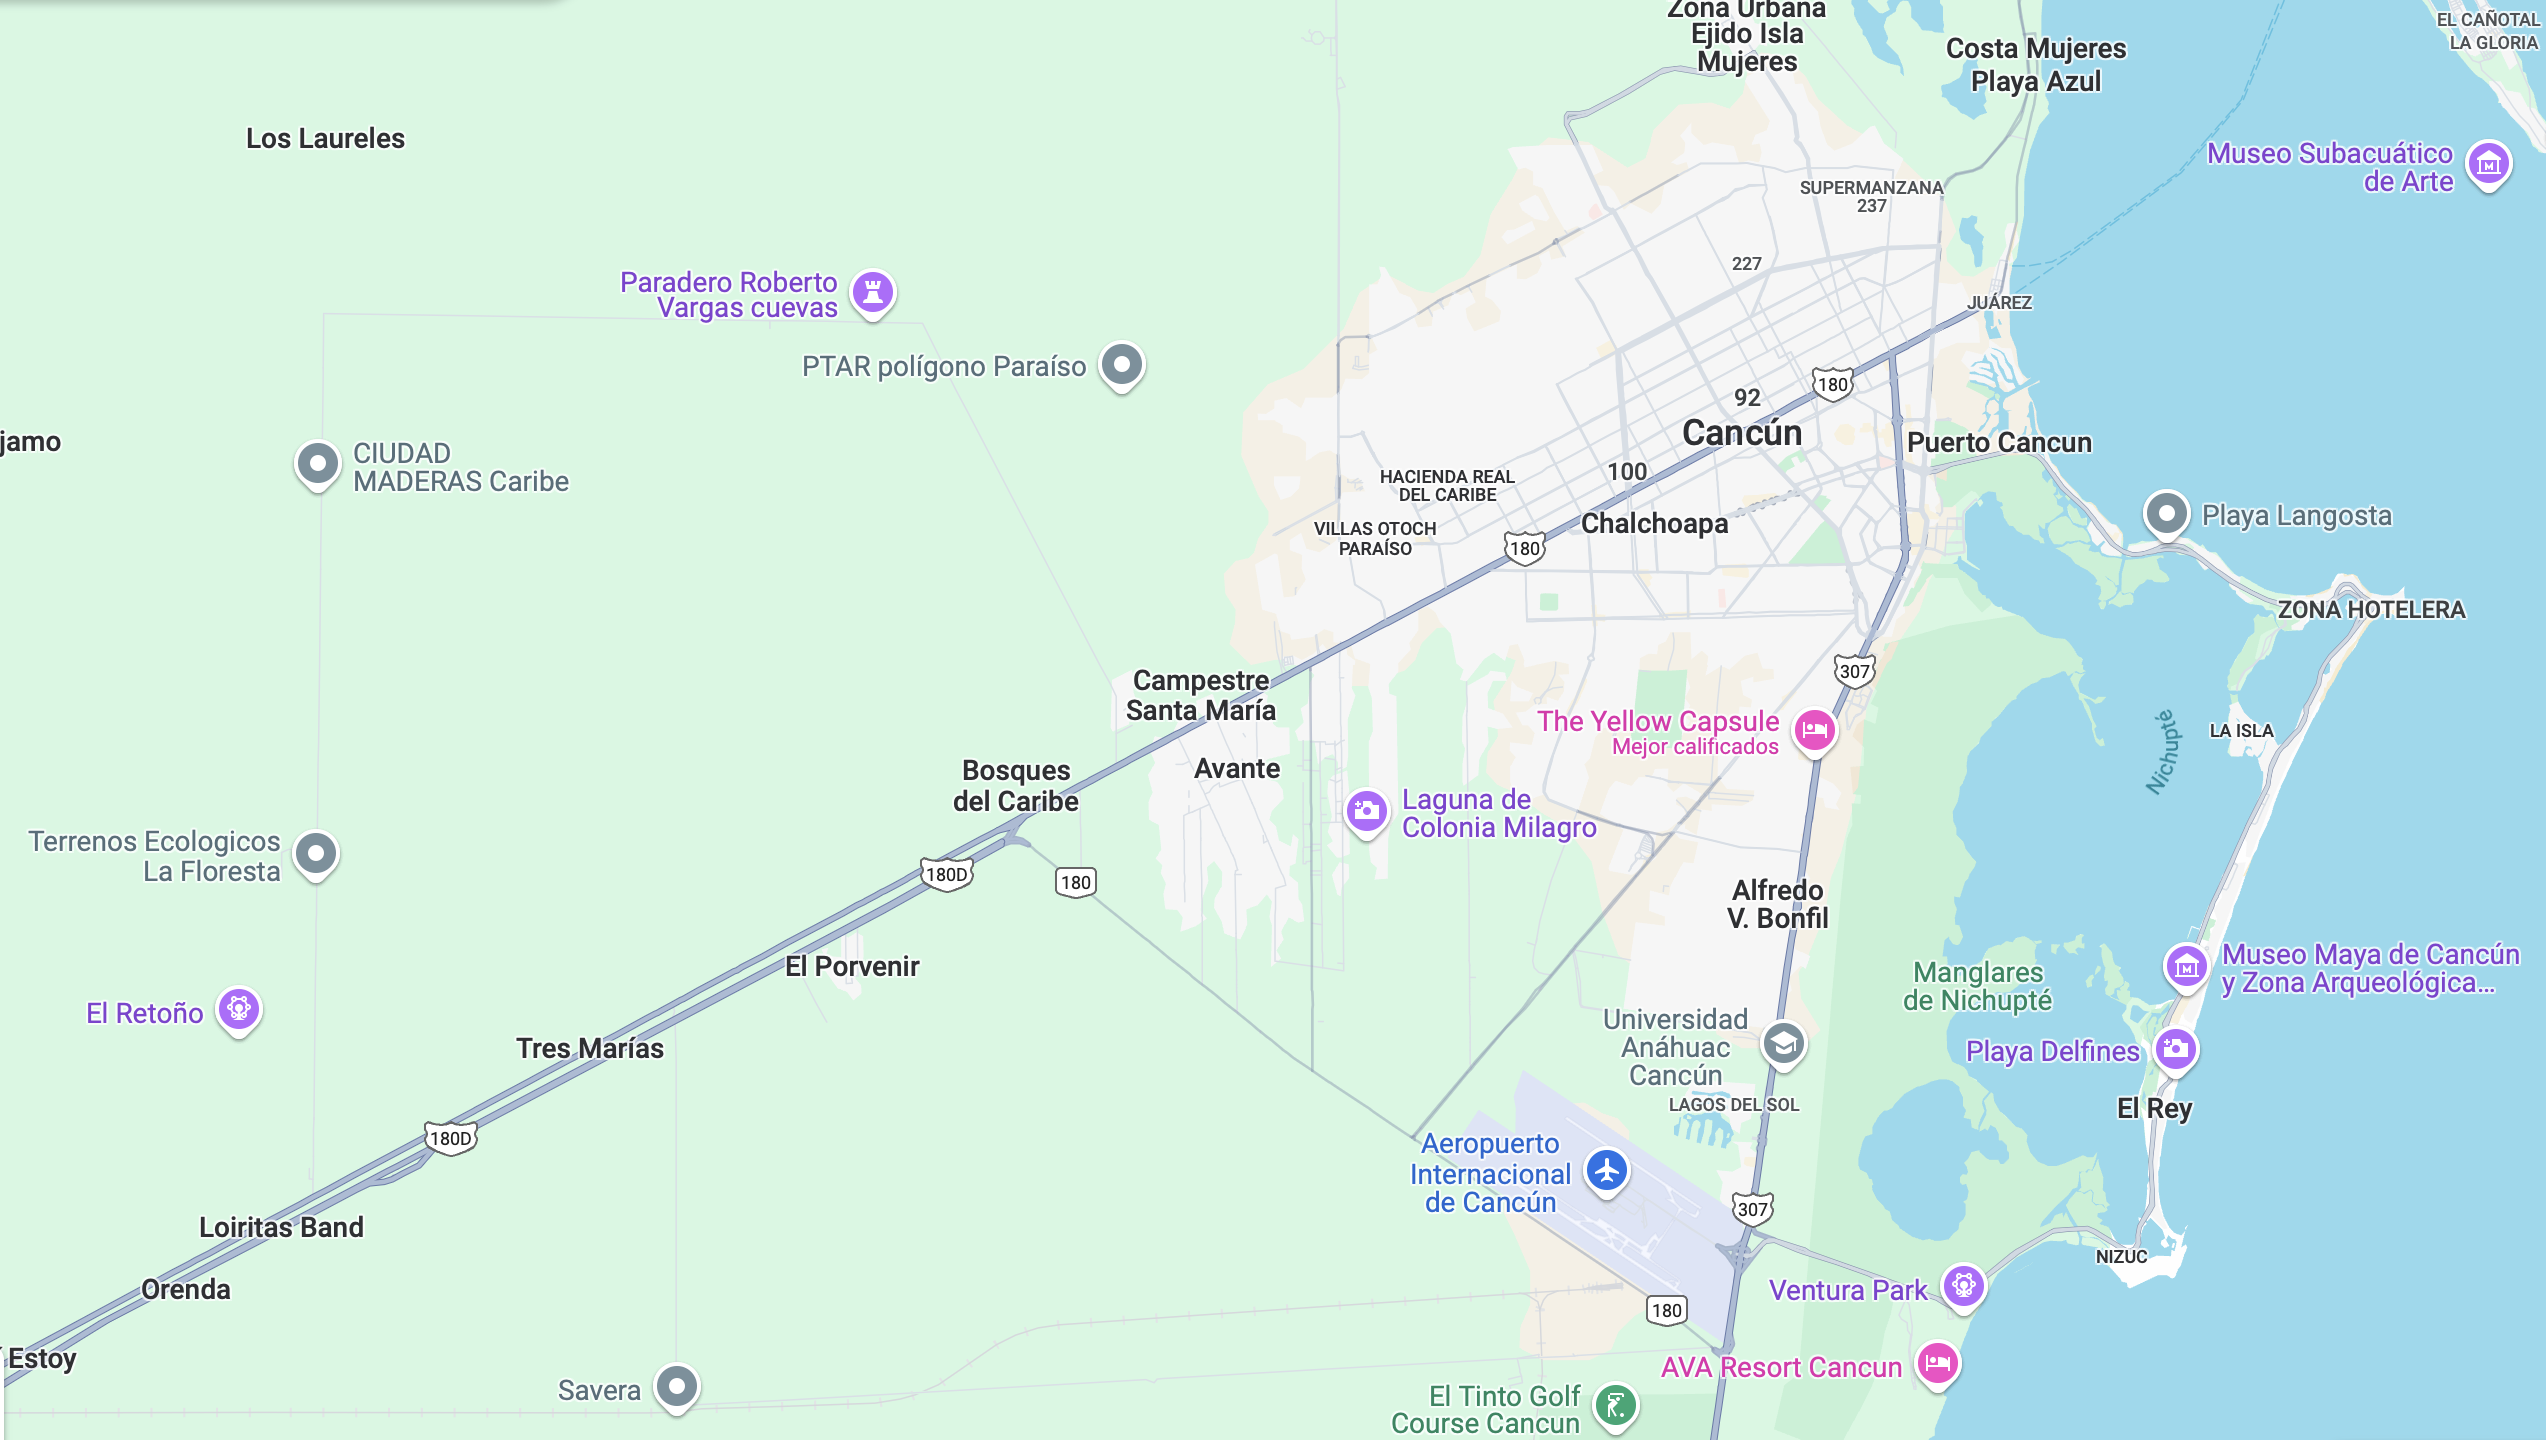 Zona Urbana
Ejido Isla
Mujeres
Costa Mujeres
Playa Azul
EL CAÑOTAL
LA GLORIA
Los Laureles
Museo Subacuático
de Arte
SUPERMANZANA
237
227
Paradero Roberto
Vargas cuevas
JUÁREZ
PTAR polígono Paraíso
180
92
Cancún
jamo
Puerto Cancun
CIUDAD
MADERAS Caribe
100
HACIENDA REAL
DEL CARIBE
Playa Langosta
Chalchoapa
VILLAS OTOCH
PARAÍSO
180
ZONA HOTELERA
307
Campestre
Santa María
The Yellow Capsule
Mejor calificados
LA ISLA
Nichupté
Avante
Bosques
del Caribe
Laguna de
Colonia Milagro
Terrenos Ecologicos
La Floresta
180D
180
Alfredo
V. Bonfil
El Porvenir
Museo Maya de Cancún
y Zona Arqueológica...
Manglares
de Nichupté
El Retoño
Universidad
Anáhuac
Cancún
Tres Marías
Playa Delfines
LAGOS DEL SOL
El Rey
180D
Aeropuerto
Internacional
de Cancún
307
Loiritas Band
NIZUC
Orenda
Ventura Park
180
Estoy
AVA Resort Cancun
Savera
El Tinto Golf
Course Cancun